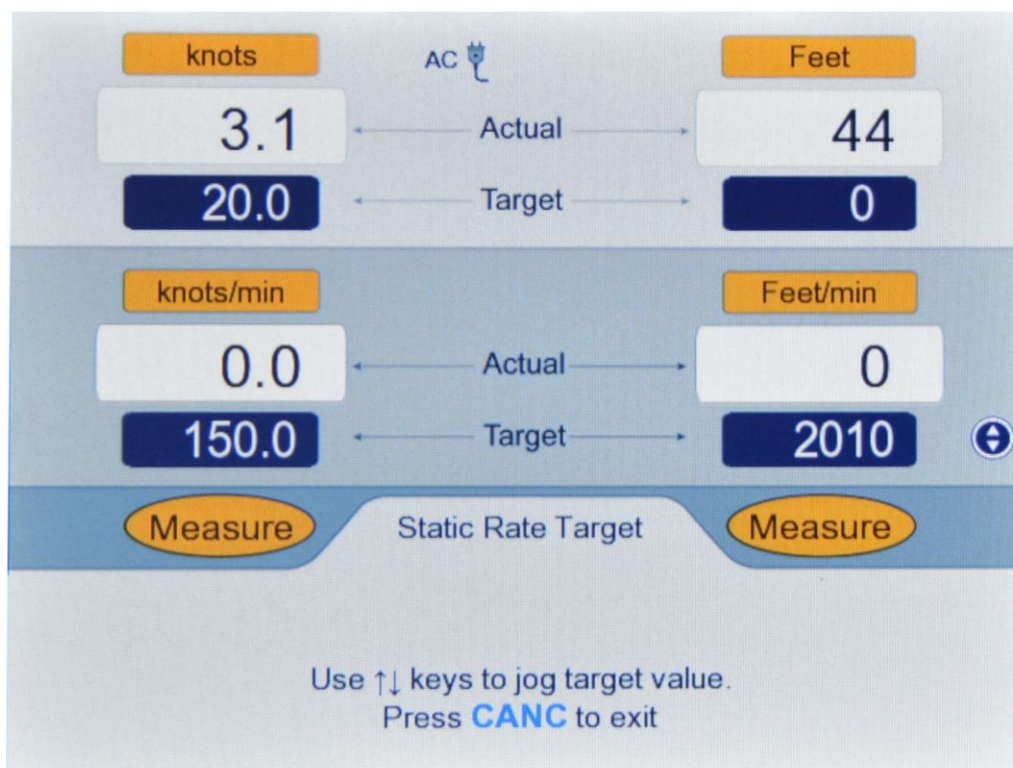 knots AC Feet
3.1 Actual 44
20.0 Target 0
knots/min Feet/min
0.0 Actual 0
150.0 Target 2010
Measure Static Rate Target Measure
Use ↑↓ keys to jog target value.
Press CANC to exit